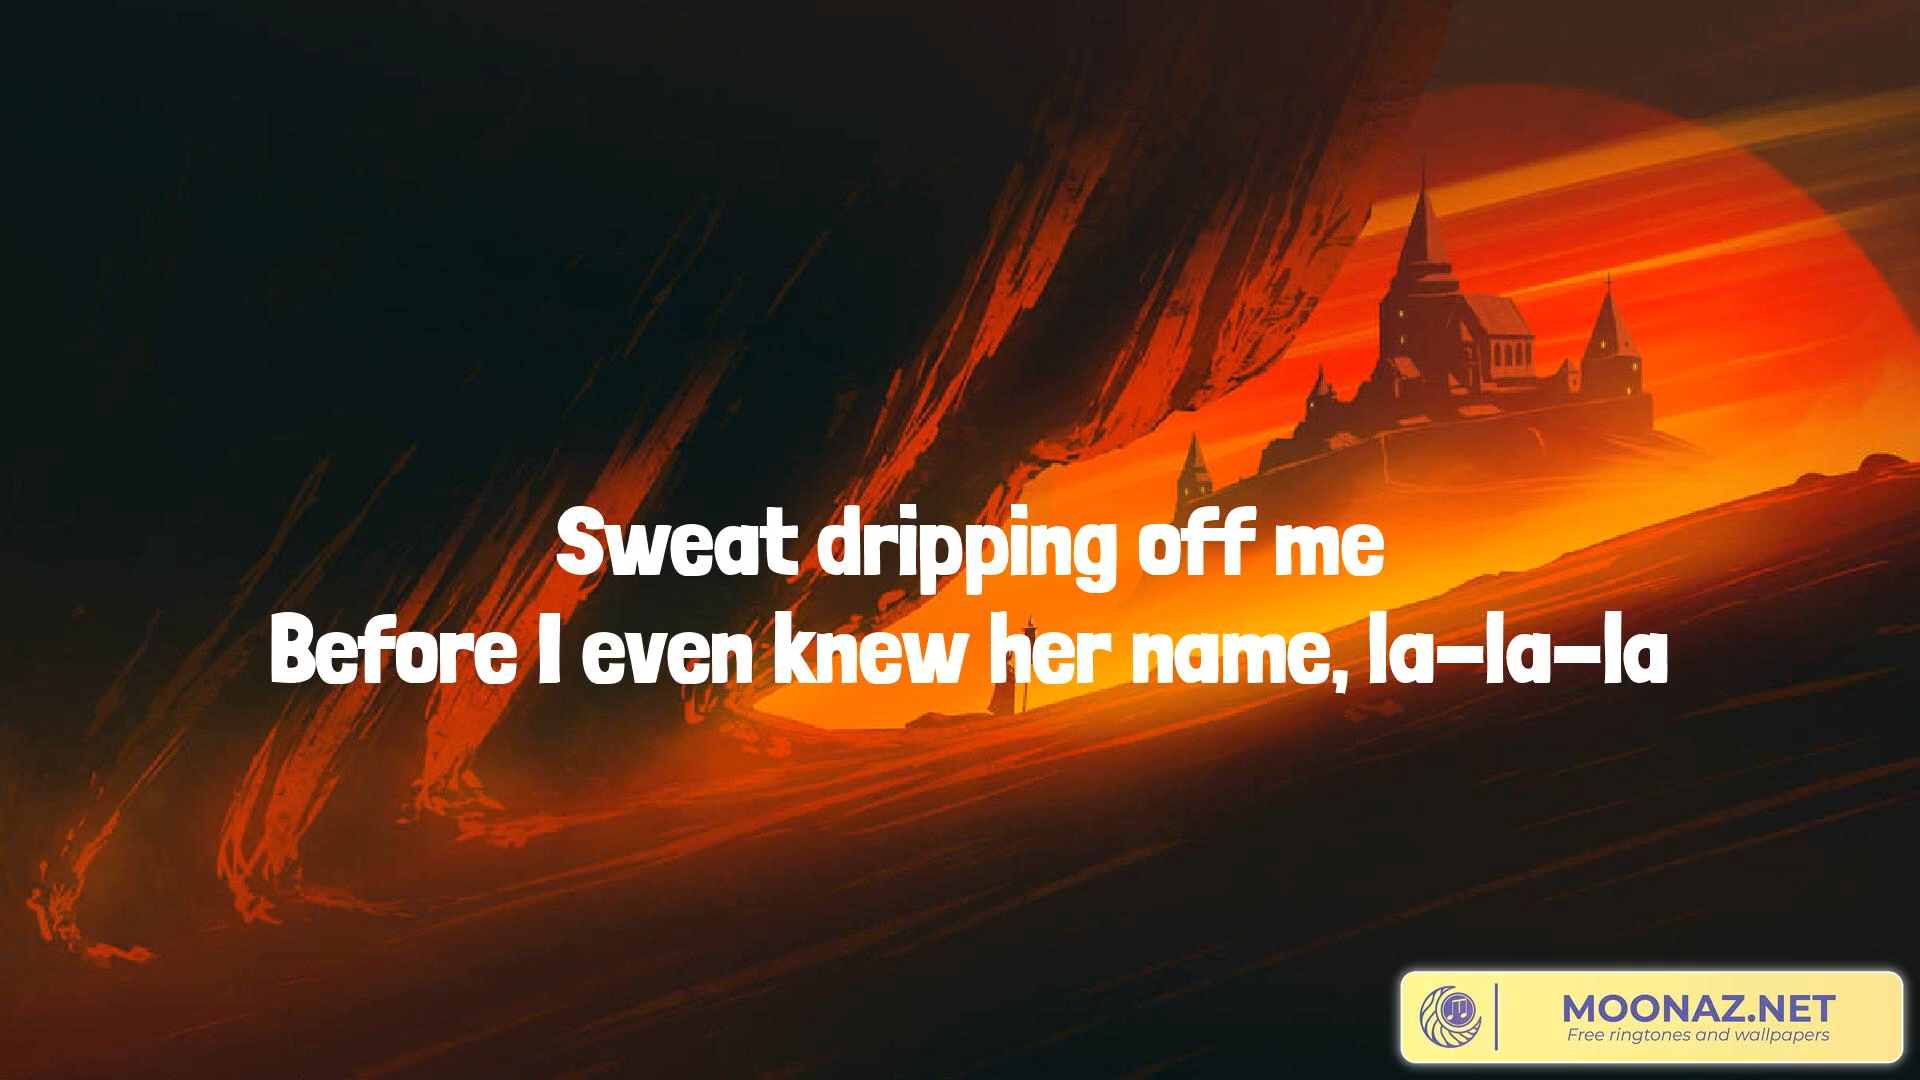 Sweat dripping off me
Before I even knew her name, la-la-la
MOONAZ.NET
Free ringtones and wallpapers